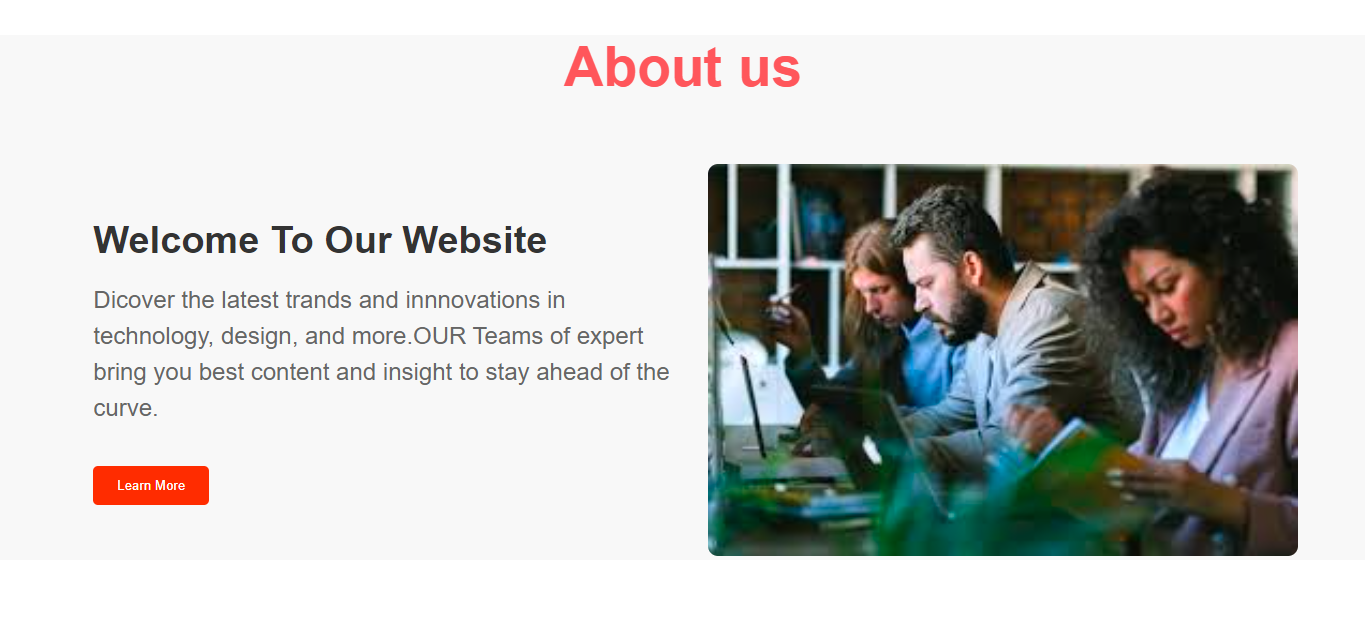 About us
Welcome To Our Website
Dicover the latest trands and innnovations in
technology, design, and more.OUR Teams of expert
bring you best content and insight to stay ahead of the
curve.
Learn More